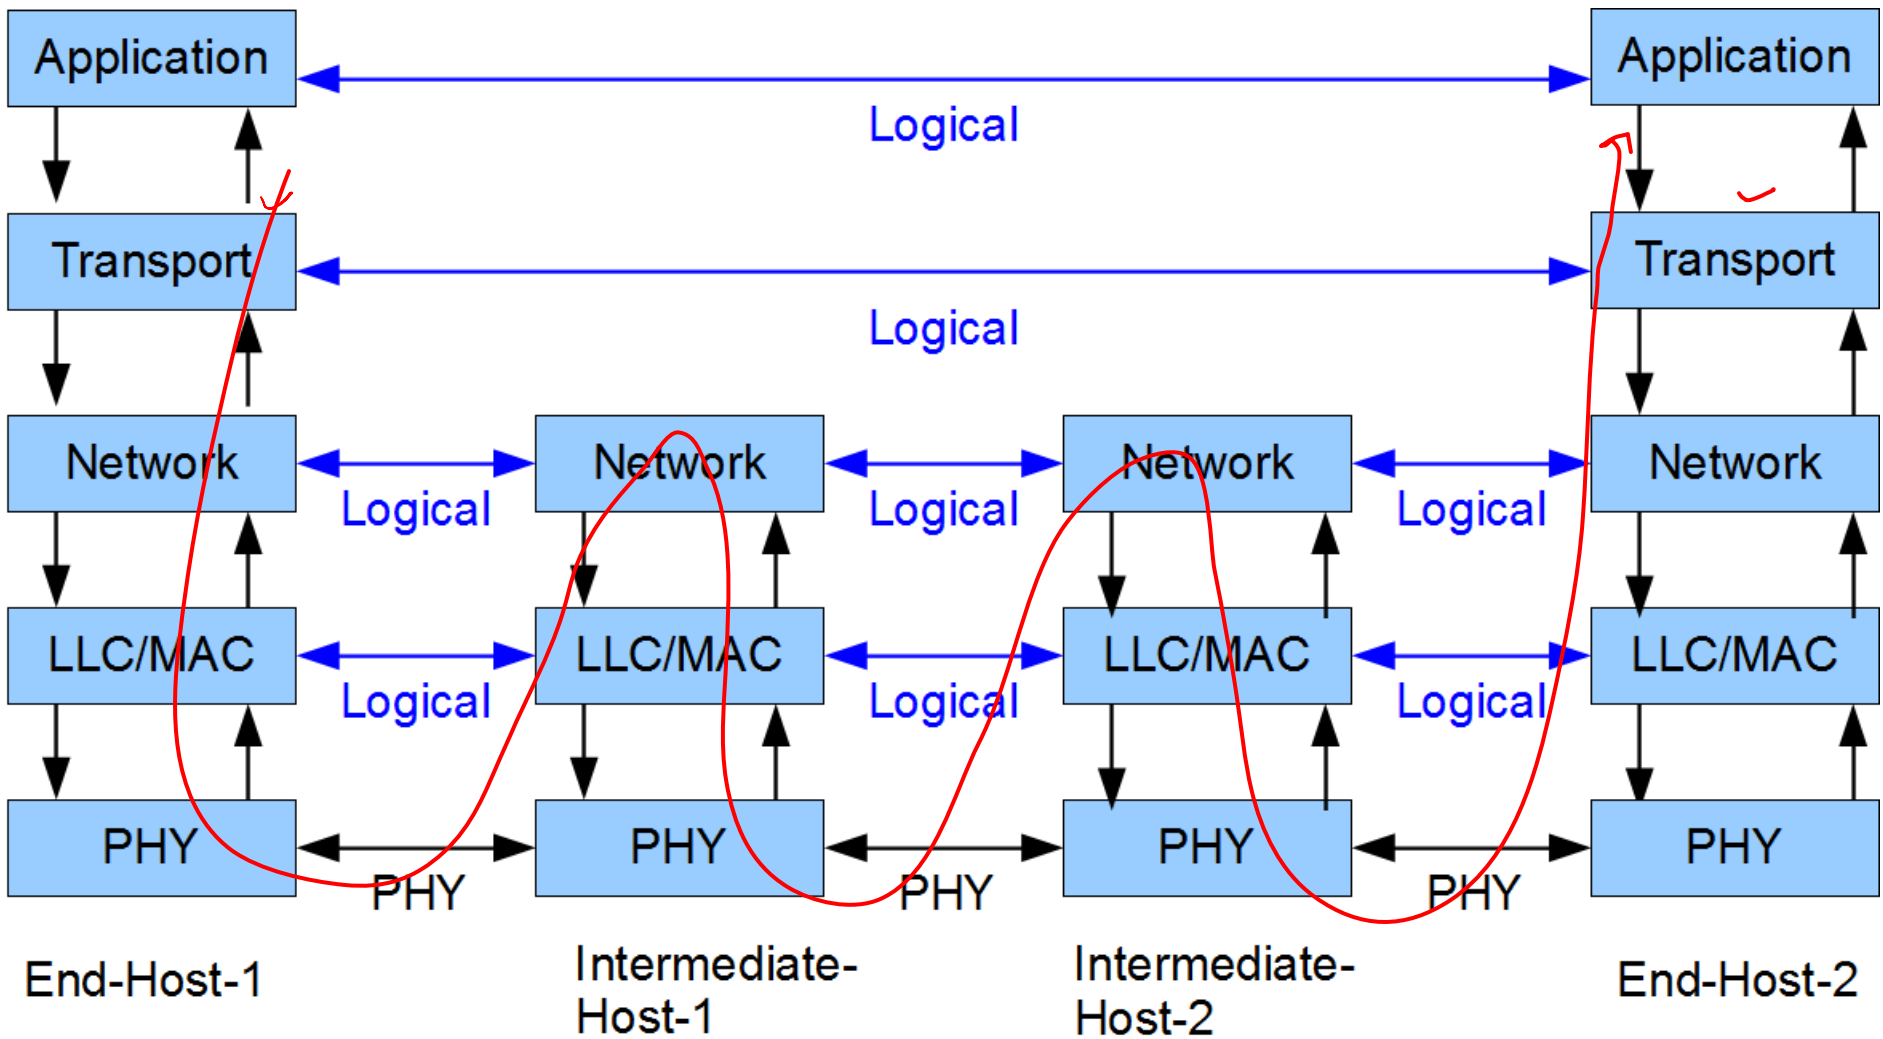 Application
Application
Logical
Transport
Transport
Logical
Network
Network
Network
Network
Logical
Logical
Logical
LLC/MAC
LLC/MAC
LLC/MAC
LLC/MAC
Logical
Logical
Logical
PHY
PHY
PHY
PHY
PHY
PHY
PHY
End-Host-1
Intermediate-
Host-1
Intermediate-
Host-2
End-Host-2